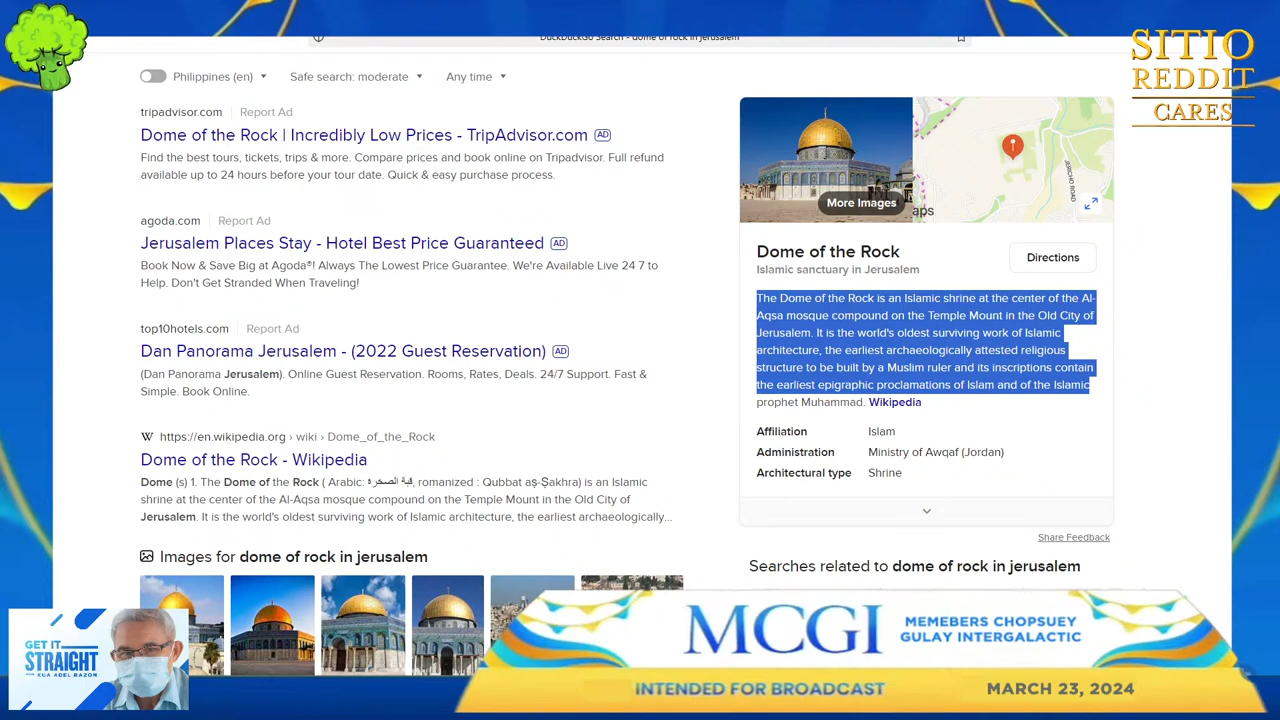 DuckDuckGo Search - dome of rock in jerusalem
SITIO
REDDIT
CARES
Philippines (en)
Safe search: moderate
Any time
tripadvisor.com
Report Ad
Dome of the Rock | Incredibly Low Prices - TripAdvisor.com AD
Find the best tours, tickets, trips & more. Compare prices and book online on Tripadvisor. Full refund
available up to 24 hours before your tour date. Quick & easy purchase process.
agoda.com
Report Ad
Jerusalem Places Stay - Hotel Best Price Guaranteed AD
Book Now & Save Big at Agoda®! Always The Lowest Price Guarantee. We're Available Live 24 7 to
Help. Don't Get Stranded When Traveling!
top10hotels.com
Report Ad
Dan Panorama Jerusalem - (2022 Guest Reservation) AD
(Dan Panorama Jerusalem). Online Guest Reservation. Rooms, Rates, Deals. 24/7 Support. Fast &
Simple. Book Online.
W https://en.wikipedia.org › wiki › Dome_of_the_Rock
Dome of the Rock - Wikipedia
Dome (s) 1. The Dome of the Rock ( Arabic: قبة الصخرة, romanized : Qubbat aṣ-Ṣakhra) is an Islamic
shrine at the center of the Al-Aqsa mosque compound on the Temple Mount in the Old City of
Jerusalem. It is the world's oldest surviving work of Islamic architecture, the earliest archaeologically...
Images for dome of rock in jerusalem
More Images
aps
JERICHO ROAD
Dome of the Rock
Islamic sanctuary in Jerusalem
Directions
The Dome of the Rock is an Islamic shrine at the center of the Al-
Aqsa mosque compound on the Temple Mount in the Old City of
Jerusalem. It is the world's oldest surviving work of Islamic
architecture, the earliest archaeologically attested religious
structure to be built by a Muslim ruler and its inscriptions contain
the earliest epigraphic proclamations of Islam and of the Islamic
prophet Muhammad. Wikipedia
Affiliation Islam
Administration Ministry of Awqaf (Jordan)
Architectural type Shrine
Share Feedback
Searches related to dome of rock in jerusalem
GET IT
STRAIGHT
WITH KUYA ADEL RAZON
MCGI
MEMEBERS CHOPSUEY
GULAY INTERGALACTIC
INTENDED FOR BROADCAST
MARCH 23, 2024